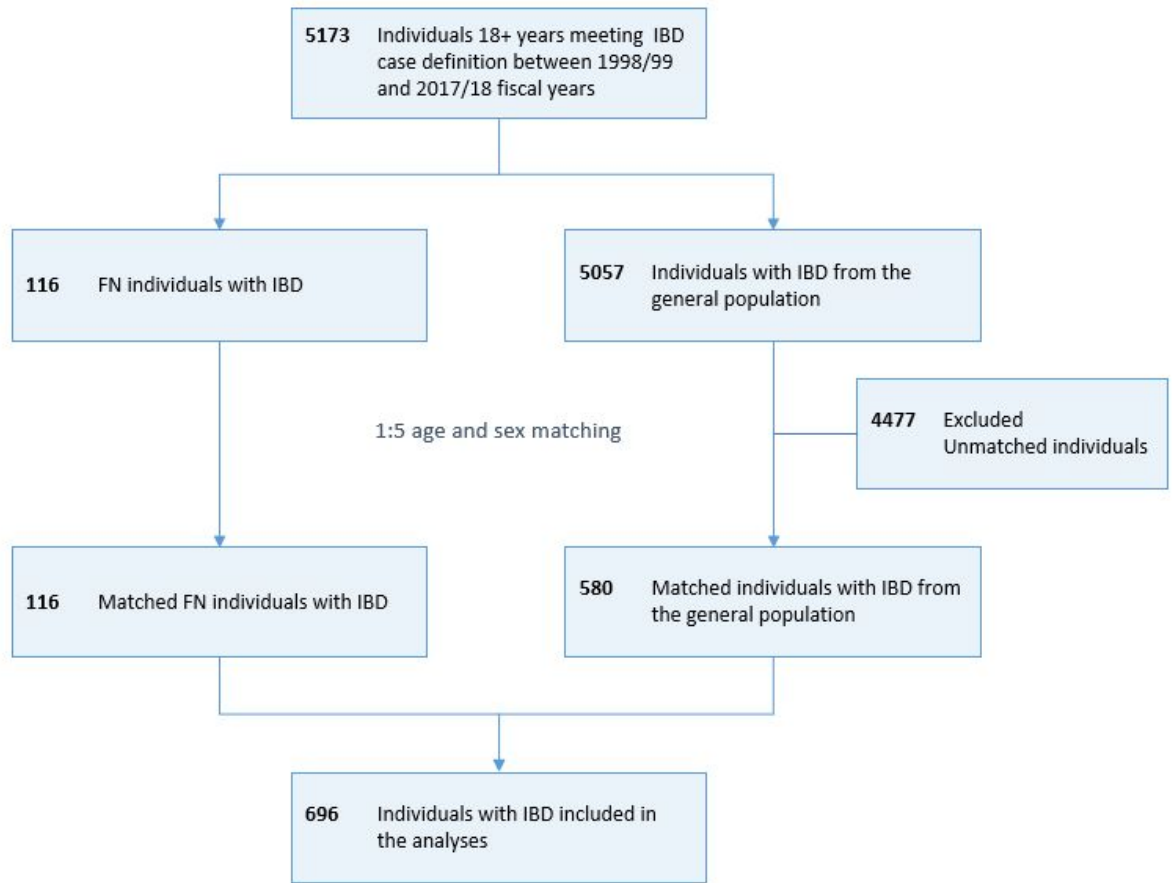 5173 Individuals 18+ years meeting IBD
case definition between 1998/99
and 2017/18 fiscal years
116 FN individuals with IBD
5057 Individuals with IBD from the
general population
4477 Excluded
Unmatched individuals
1:5 age and sex matching
116 Matched FN individuals with IBD
580 Matched individuals with IBD from
the general population
696 Individuals with IBD included in
the analyses